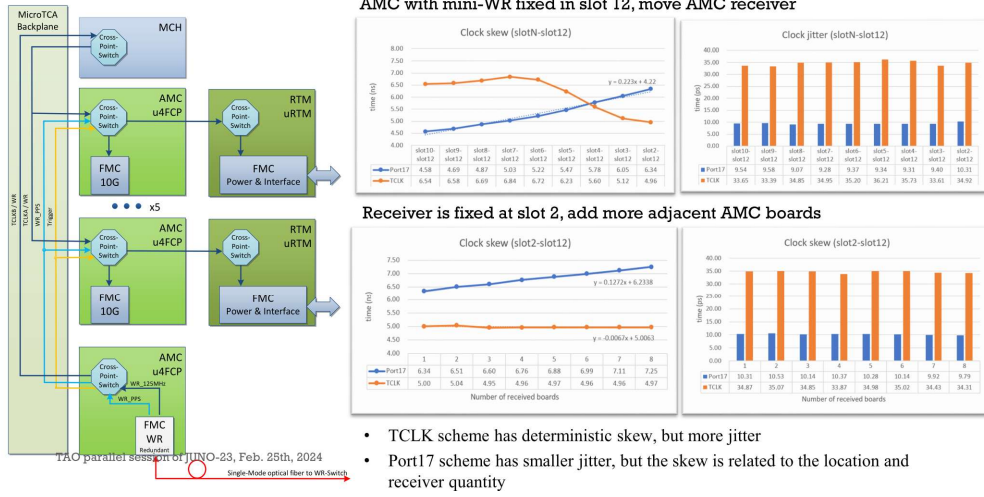 MicroTCA
Backplane
TCLKB / WR
TCLKA / WR
WR_PPS
Trigger
MCH
Cross-
Point-
Switch
AMC
u4FCP
Cross-
Point-
Switch
FMC
10G
RTM
uRTM
Cross-
Point-
Switch
FMC
Power & Interface
x5
AMC
u4FCP
Cross-
Point-
Switch
FMC
10G
RTM
uRTM
Cross-
Point-
Switch
FMC
Power & Interface
AMC
u4FCP
Cross-
Point-
Switch
WR_125MHz
WR_PPS
FMC
WR
Redundant
TAO parallel session of JUNO-23, Feb. 25th, 2024
Single-Mode optical fiber to WR-Switch
AMC with mini-WR fixed in slot 12, move AMC receiver
Clock skew (slotN-slot12)
8.00
7.50
7.00
6.50
6.00
5.50
5.00
4.50
4.00
time (ns)
y = 0.223x + 4.22
slot10- slot9- slot8- slot7- slot6- slot5- slot4- slot3- slot2-
slot12 slot12 slot12 slot12 slot12 slot12 slot12 slot12 slot12
Port17 4.58 4.69 4.87 5.03 5.22 5.47 5.78 6.05 6.34
TCLK 6.54 6.58 6.69 6.84 6.72 6.23 5.60 5.12 4.96
Clock jitter (slotN-slot12)
40.00
35.00
30.00
25.00
20.00
15.00
10.00
5.00
0.00
time (ps)
slot10- slot9- slot8- slot7- slot6- slot5- slot4- slot3- slot2-
slot12 slot12 slot12 slot12 slot12 slot12 slot12 slot12 slot12
Port17 9.54 9.58 9.07 9.28 9.37 9.34 9.31 9.40 10.31
TCLK 33.65 33.39 34.85 34.95 35.20 36.21 35.73 33.61 34.92
Receiver is fixed at slot 2, add more adjacent AMC boards
Clock skew (slot2-slot12)
7.50
7.00
6.50
6.00
5.50
5.00
4.50
4.00
time (ns)
y = 0.1272x + 6.2338
y = -0.0067x + 5.0063
1 2 3 4 5 6 7 8
Port17 6.34 6.51 6.60 6.76 6.88 6.99 7.11 7.25
TCLK 5.00 5.04 4.95 4.96 4.97 4.96 4.96 4.97
Number of received boards
Clock skew (slot2-slot12)
40.00
35.00
30.00
25.00
20.00
15.00
10.00
5.00
0.00
time (ps)
1 2 3 4 5 6 7 8
Port17 10.31 10.53 10.14 10.37 10.28 10.14 9.92 9.79
TCLK 34.87 35.07 34.85 33.87 34.98 35.02 34.43 34.31
Number of received boards
• TCLK scheme has deterministic skew, but more jitter
• Port17 scheme has smaller jitter, but the skew is related to the location and
receiver quantity